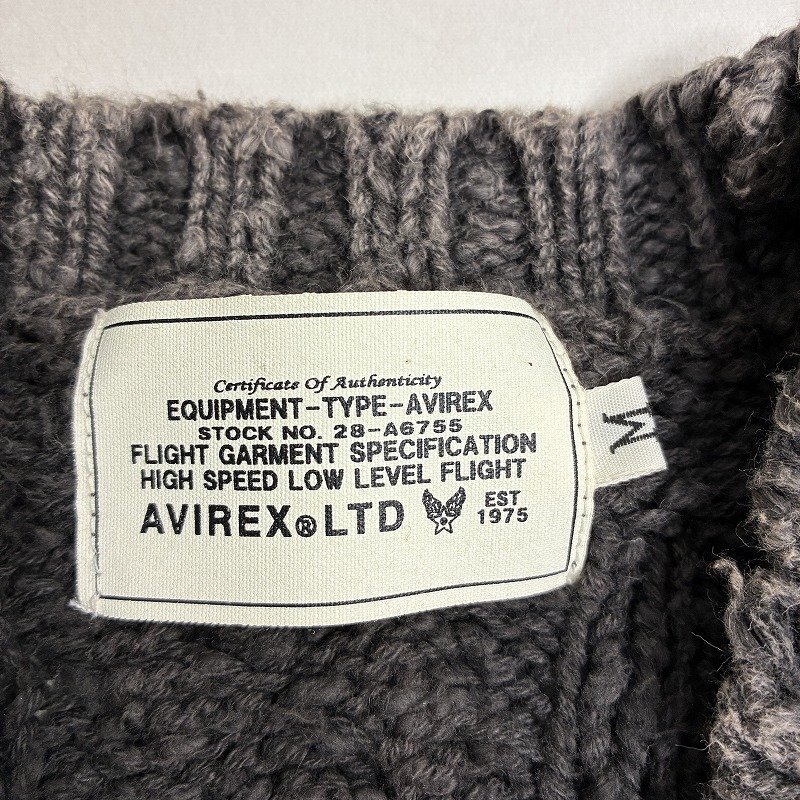 Certificate Of Authenticity
EQUIPMENT-TYPE-AVIREX
STOCK NO. 28-A6755
FLIGHT GARMENT SPECIFICATION
HIGH SPEED LOW LEVEL FLIGHT
AVIREX®LTD EST 1975
M